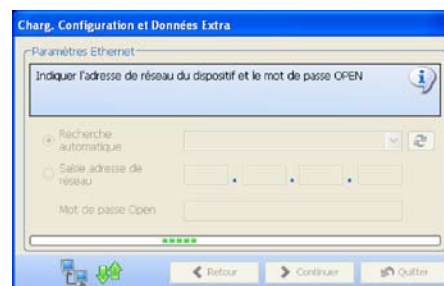 Charg. Configuration et Données Extra
Paramètres Ethernet
Indiquer l'adresse de réseau du dispositif et le mot de passe OPEN
Recherche
automatique
Saisie adresse de
réseau
Mot de passe Open
Retour
Continuer
Quitter